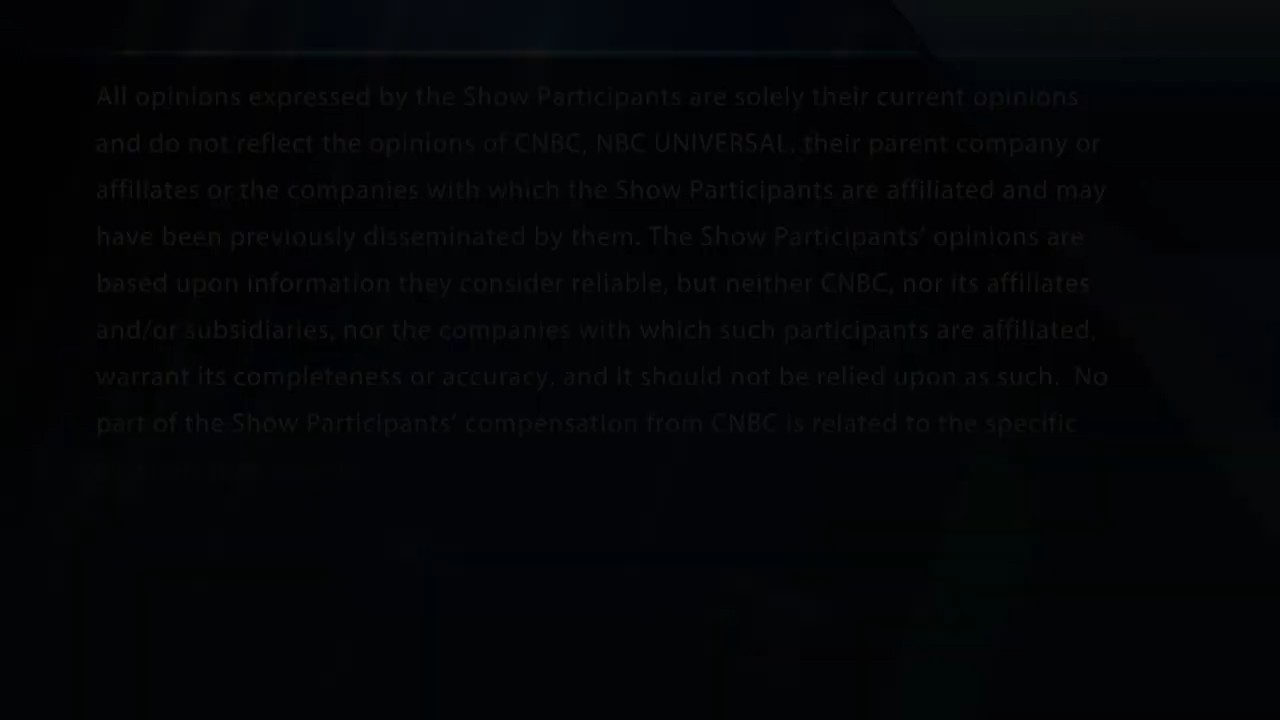 All opinions expressed by the Show Participants are solely their current opinions
and do not reflect the opinions of CNBC, NBC UNIVERSAL, their parent company or
affiliates or the companies with which the Show Participants are affiliated and may
have been previously disseminated by them. The Show Participants' opinions are
based upon information they consider reliable, but neither CNBC, nor its affiliates
and/or subsidiaries, nor the companies with which such participants are affiliated,
warrant its completeness or accuracy, and it should not be relied upon as such. No
part of the Show Participants' compensation from CNBC is related to the specific